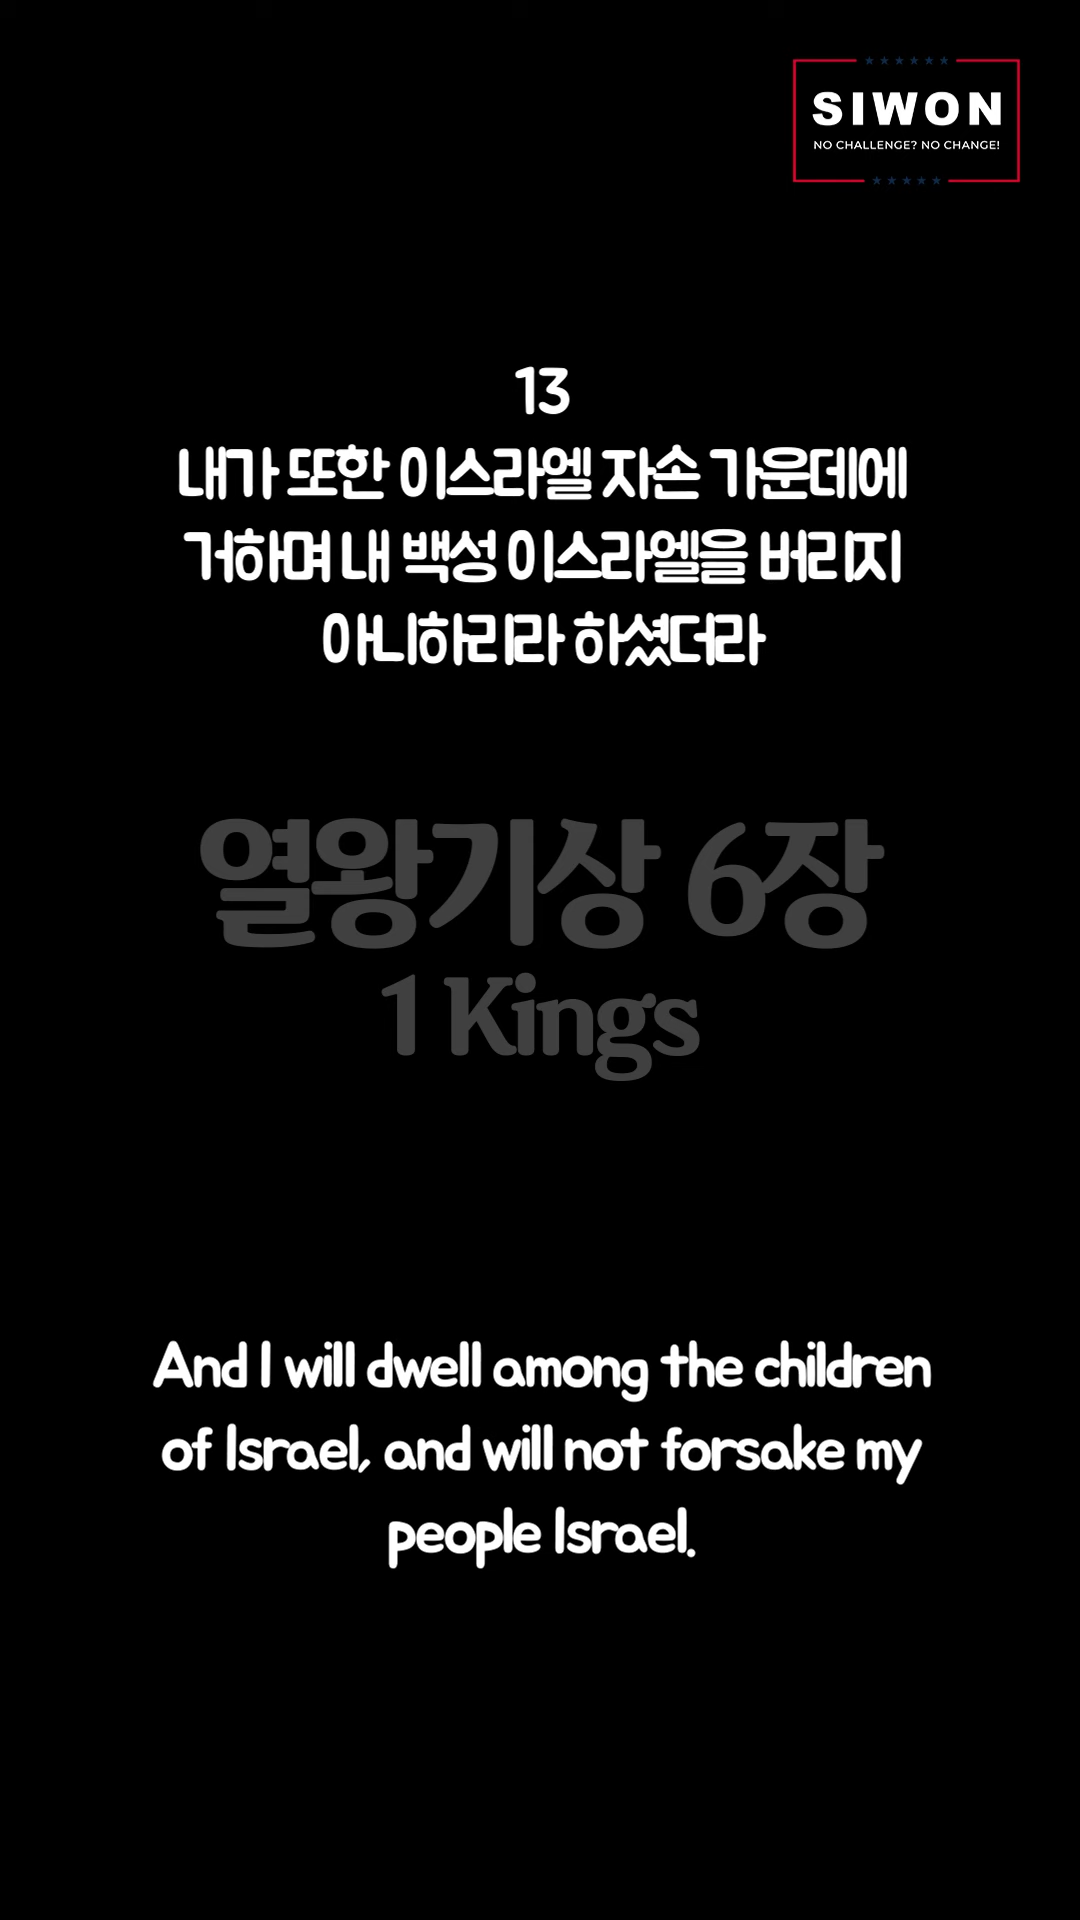 SIWON
NO CHALLENGE? NO CHANGE!
13
내가 또한 이스라엘 자손 가운데에
거하며 내 백성 이스라엘을 버리지
아니하리라 하셨더라
열왕기상 6장
1 Kings
And I will dwell among the children
of Israel, and will not forsake my
people Israel.